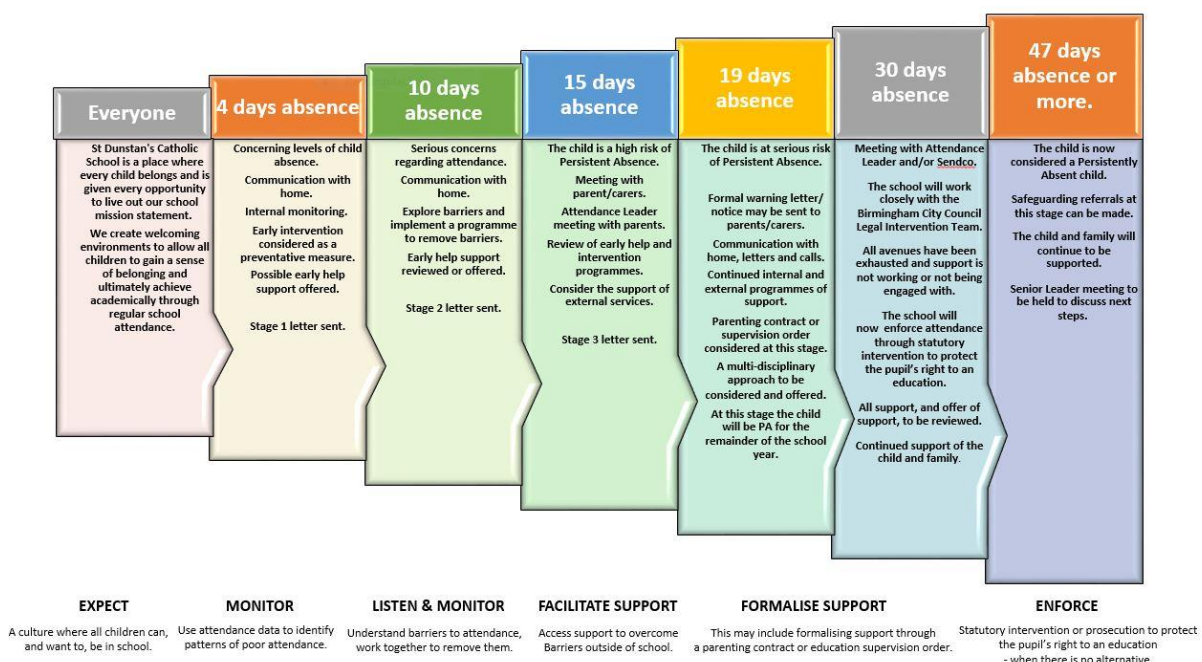 Everyone
St Dunstan's Catholic
School is a place where
every child belongs and is
given every opportunity
to live out our school
mission statement.
We create welcoming
environments to allow all
children to gain a sense
of belonging and
ultimately achieve
academically through
regular school
attendance.
4 days absence
Concerning levels of child
absence.
Communication with
home.
Internal monitoring.
Early intervention
considered as a
preventative measure.
Possible early help
support offered.
Stage 1 letter sent.
10 days
absence
Serious concerns
regarding attendance.
Communication with
home.
Explore barriers and
implement a programme
to remove barriers.
Early help support
reviewed or offered.
Stage 2 letter sent.
15 days
absence
The child is a high risk of
Persistent Absence.
Meeting with
parent/carers.
Attendance Leader
meeting with parents.
Review of early help and
intervention
programmes.
Consider the support of
external services.
Stage 3 letter sent.
19 days
absence
The child is at serious risk
of Persistent Absence.
Formal warning letter/
notice may be sent to
parents/carers.
Communication with
home, letters and calls.
Continued internal and
external programmes of
support.
Parenting contract or
supervision order
considered at this stage.
A multi-disciplinary
approach to be
considered and offered.
At this stage the child
will be PA for the
remainder of the school
year.
30 days
absence
Meeting with Attendance
Leader and/or Sendco.
The school will work
closely with the
Birmingham City Council
Legal Intervention Team.
All avenues have been
exhausted and support is
not working or not being
engaged with.
The school will
now enforce attendance
through statutory
intervention to protect
the pupil's right to an
education.
All support, and offer of
support, to be reviewed.
Continued support of the
child and family.
47 days
absence or
more.
The child is now
considered a Persistently
Absent child.
Safeguarding referrals at
this stage can be made.
The child and family will
continue to be
supported.
Senior Leader meeting to
be held to discuss next
steps.
EXPECT
A culture where all children can,
and want to, be in school.
MONITOR
Use attendance data to identify
patterns of poor attendance.
LISTEN & MONITOR
Understand barriers to attendance,
work together to remove them.
FACILITATE SUPPORT
Access support to overcome
Barriers outside of school.
FORMALISE SUPPORT
This may include formalising support through
a parenting contract or education supervision order.
ENFORCE
Statutory intervention or prosecution to protect
the pupil's right to an education
- when there is no alternative